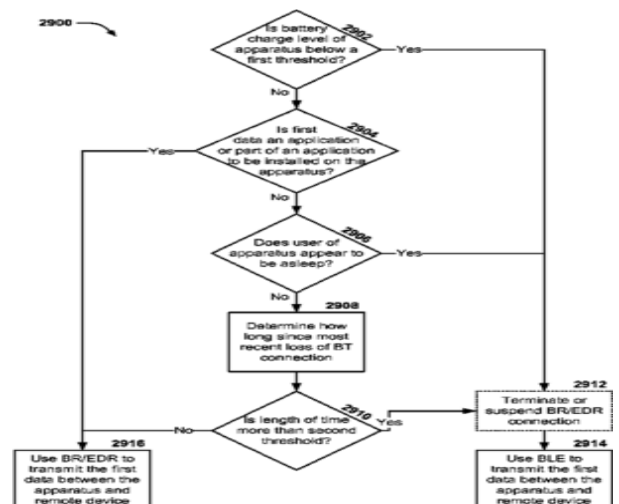 2900
2902
Is battery
charge level of
apparatus below a
first threshold?
Yes
No
2904
Is first
data an application
or part of an application
to be installed on the
apparatus?
Yes
No
2906
Does user of
apparatus appear to
be asleep?
Yes
No
2908
Determine how
long since most
recent loss of BT
connection
2910
Is length of time
more than second
threshold?
No
Yes
2912
Terminate or
suspend BR/EDR
connection
2916
Use BR/EDR to
transmit the first
data between the
apparatus and
remote device
2914
Use BLE to
transmit the first
data between the
apparatus and
remote device